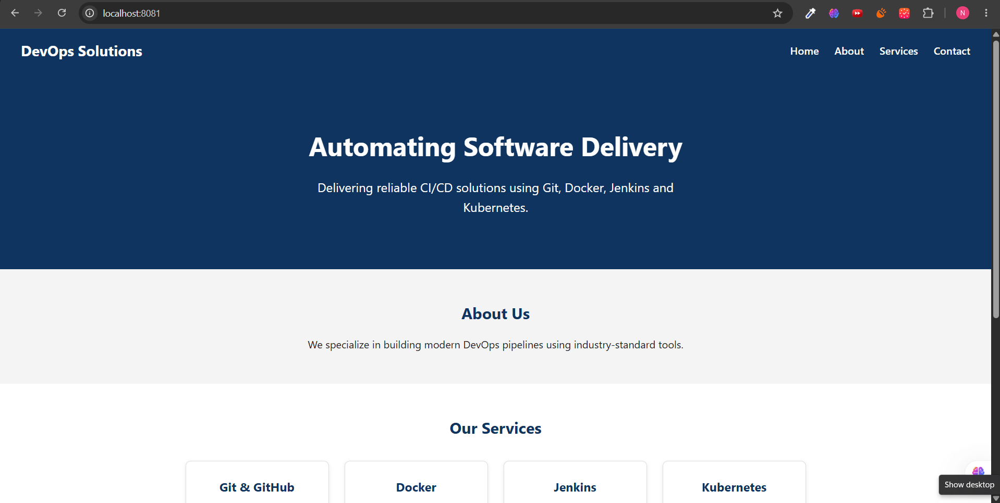 localhost:8081
N
DevOps Solutions
Home About Services Contact
Automating Software Delivery
Delivering reliable CI/CD solutions using Git, Docker, Jenkins and
Kubernetes.
About Us
We specialize in building modern DevOps pipelines using industry-standard tools.
Our Services
Git & GitHub Docker Jenkins Kubernetes
Show desktop